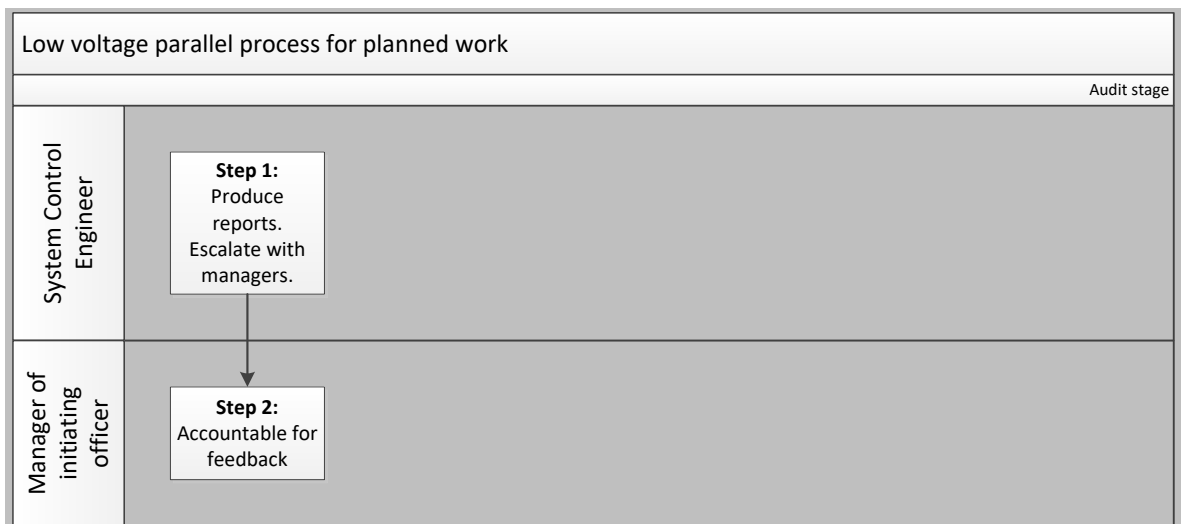 Low voltage parallel process for planned work
Audit stage
System Control
Engineer
Step 1:
Produce
reports.
Escalate with
managers.
Manager of
initiating
officer
Step 2:
Accountable for
feedback